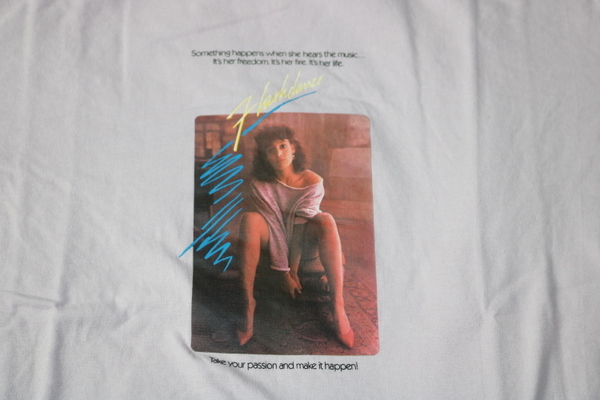 Something happens when she hears the music...
It's her freedom. It's her fire. It's her life.
Flashdance
Take your passion and make it happen!